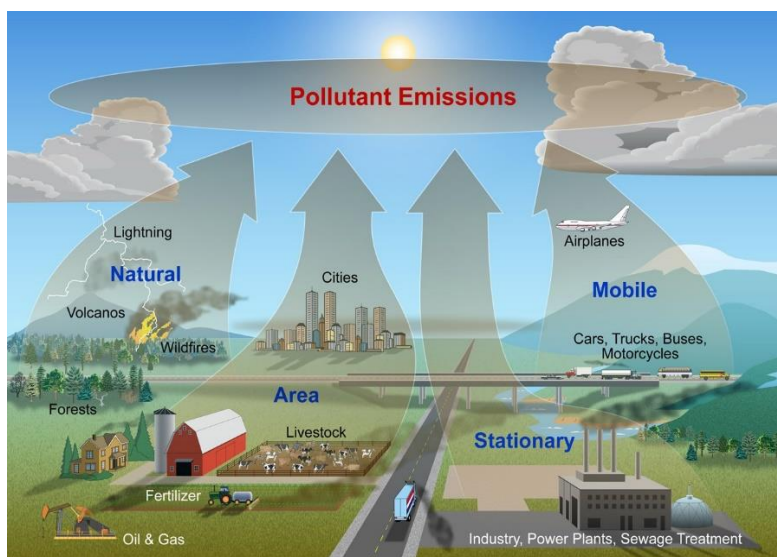 Pollutant Emissions
Lightning
Natural
Volcanos
Wildfires
Forests
Cities
Airplanes
Mobile
Cars, Trucks, Buses,
Motorcycles
Area
Livestock
Fertilizer
Oil & Gas
Stationary
Industry, Power Plants, Sewage Treatment